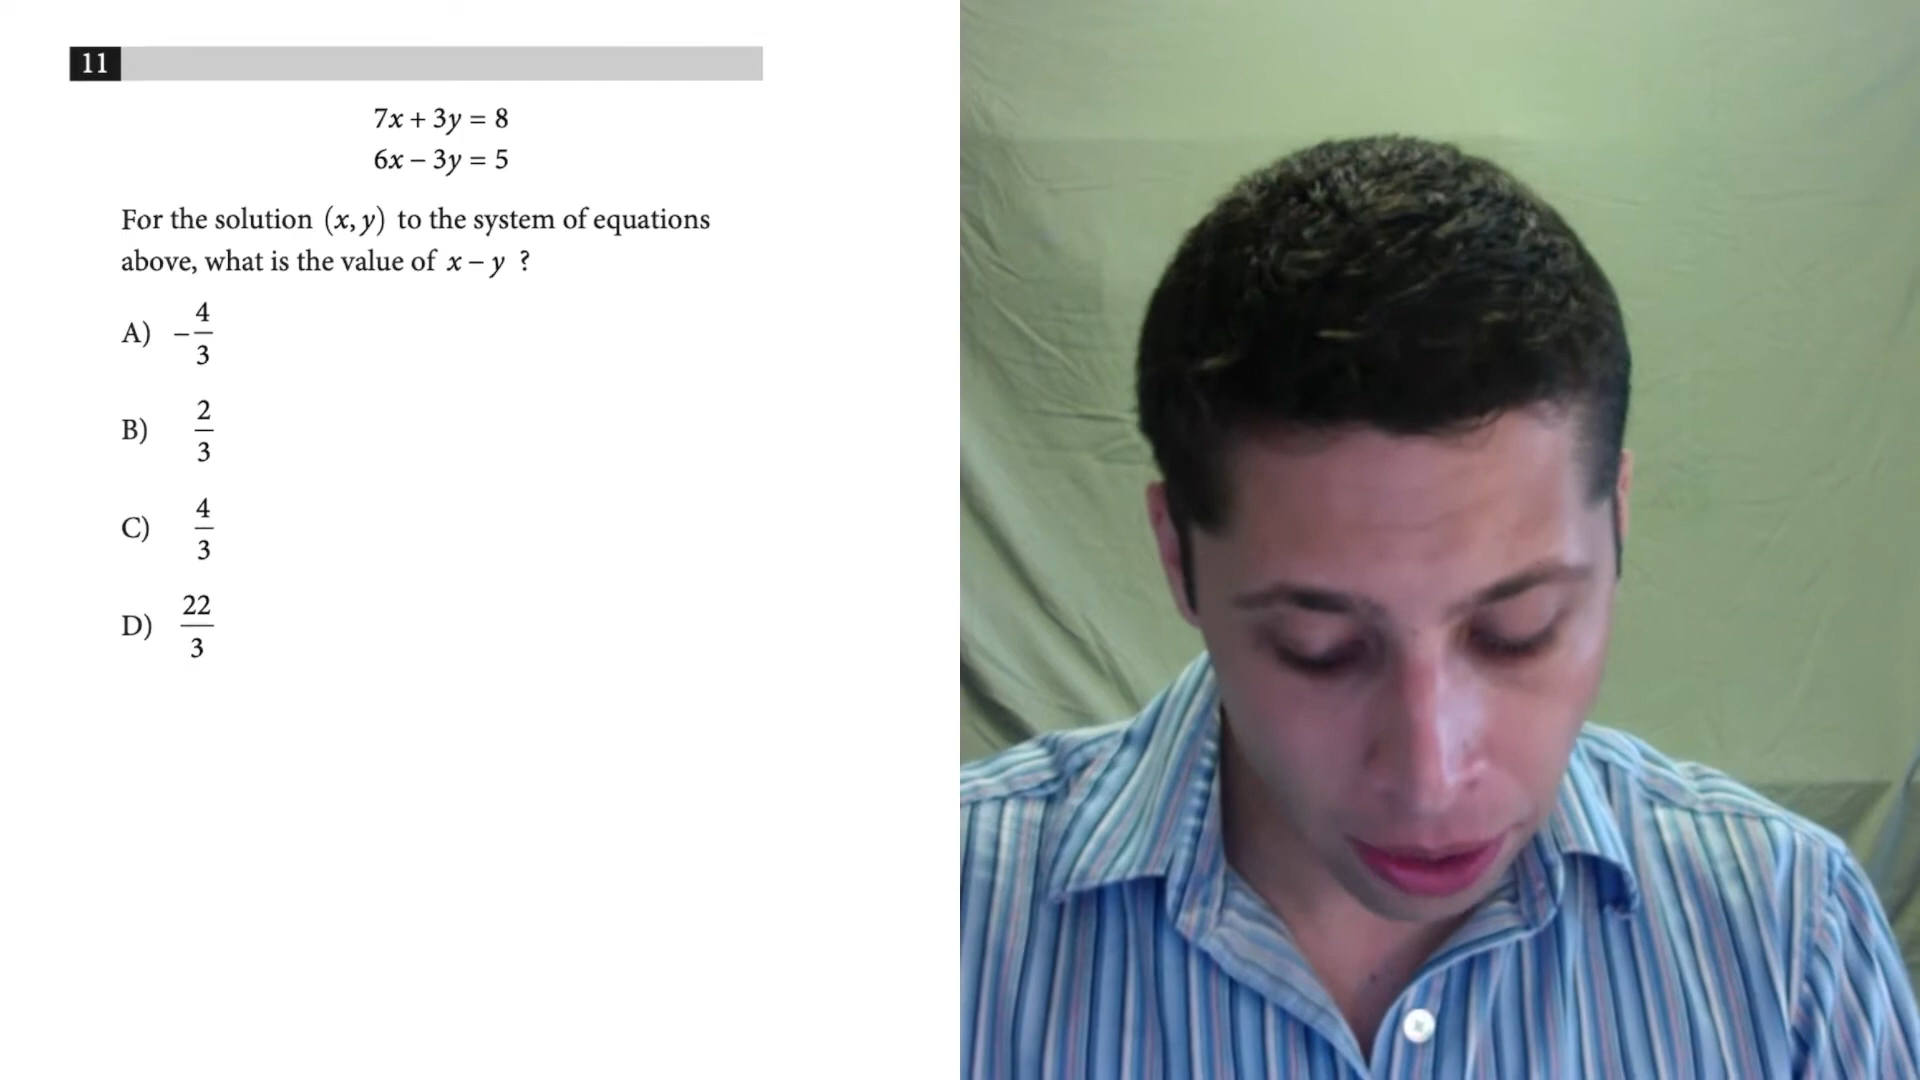 11
7x + 3y = 8
6x − 3y = 5
For the solution (x, y) to the system of equations
above, what is the value of x − y ?
A) −4/3
B) 2/3
C) 4/3
D) 22/3